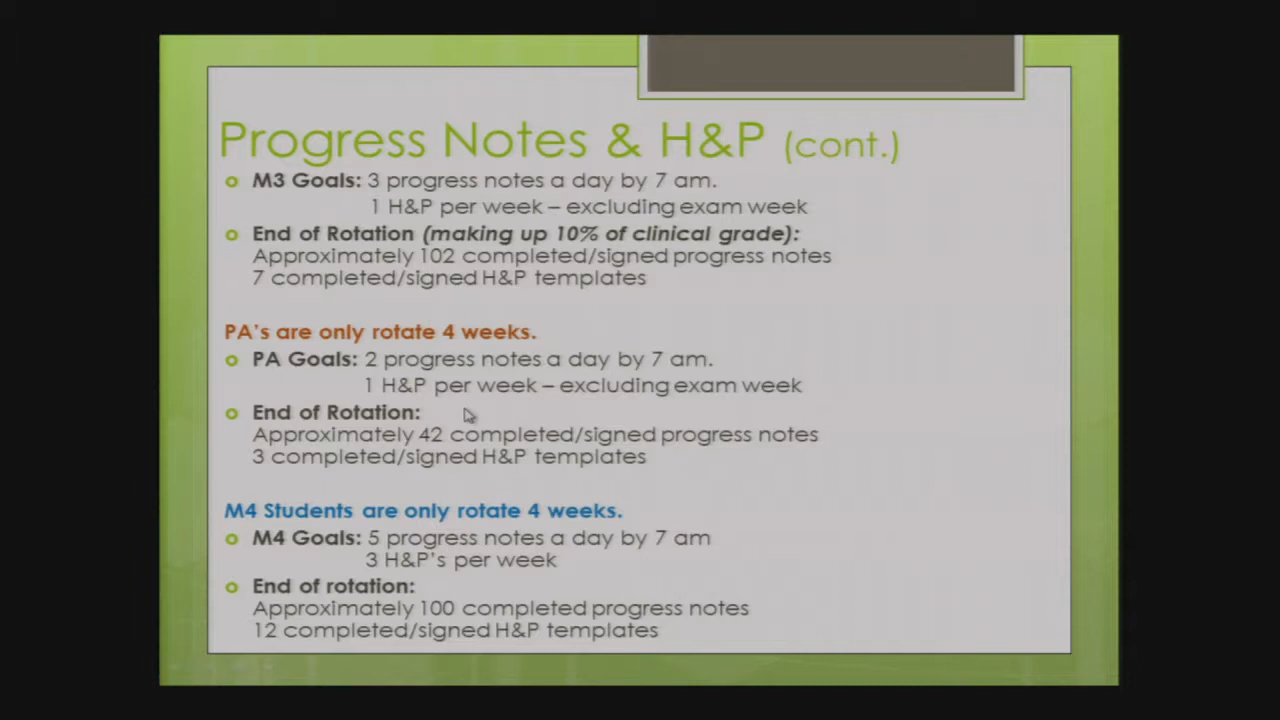 Progress Notes & H&P (cont.)
M3 Goals: 3 progress notes a day by 7 am.
1 H&P per week – excluding exam week
End of Rotation (making up 10% of clinical grade):
Approximately 102 completed/signed progress notes
7 completed/signed H&P templates
PA's are only rotate 4 weeks.
PA Goals: 2 progress notes a day by 7 am.
1 H&P per week – excluding exam week
End of Rotation:
Approximately 42 completed/signed progress notes
3 completed/signed H&P templates
M4 Students are only rotate 4 weeks.
M4 Goals: 5 progress notes a day by 7 am
3 H&P's per week
End of rotation:
Approximately 100 completed progress notes
12 completed/signed H&P templates